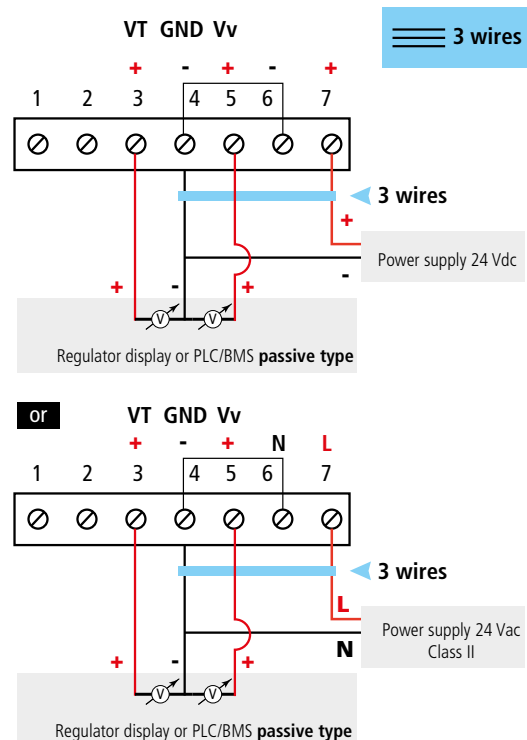 VT GND Vv
3 wires
+ - + - +
1 2 3 4 5 6 7
3 wires
+
Power supply 24 Vdc
-
+ - +
V V
Regulator display or PLC/BMS passive type
or
VT GND Vv
+ - + N L
1 2 3 4 5 6 7
3 wires
L
Power supply 24 Vac
Class II
N
+ - +
V V
Regulator display or PLC/BMS passive type